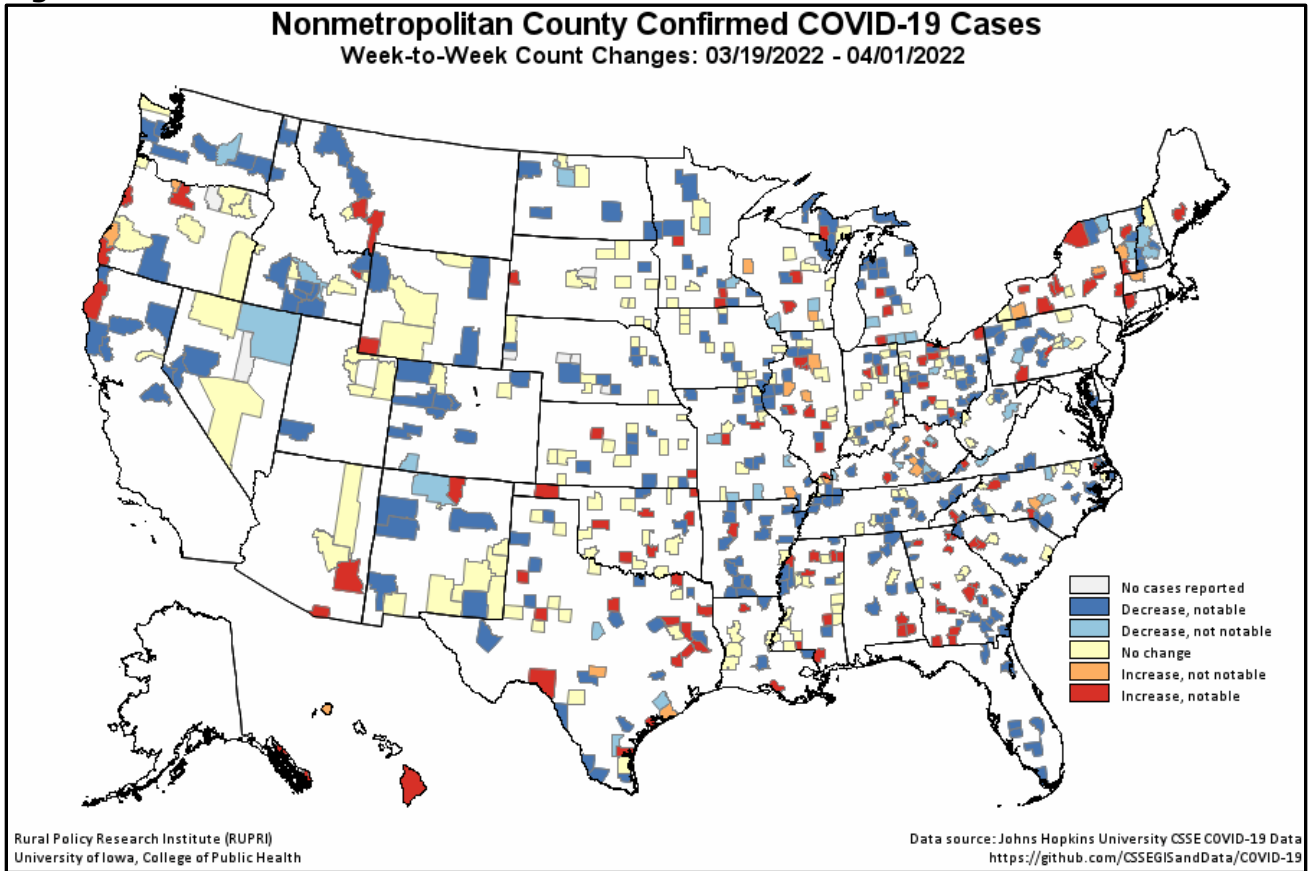 Nonmetropolitan County Confirmed COVID-19 Cases
Week-to-Week Count Changes: 03/19/2022 - 04/01/2022
No cases reported
Decrease, notable
Decrease, not notable
No change
Increase, not notable
Increase, notable
Rural Policy Research Institute (RUPRI)
University of Iowa, College of Public Health
Data source: Johns Hopkins University CSSE COVID-19 Data
https://github.com/CSSEGISandData/COVID-19